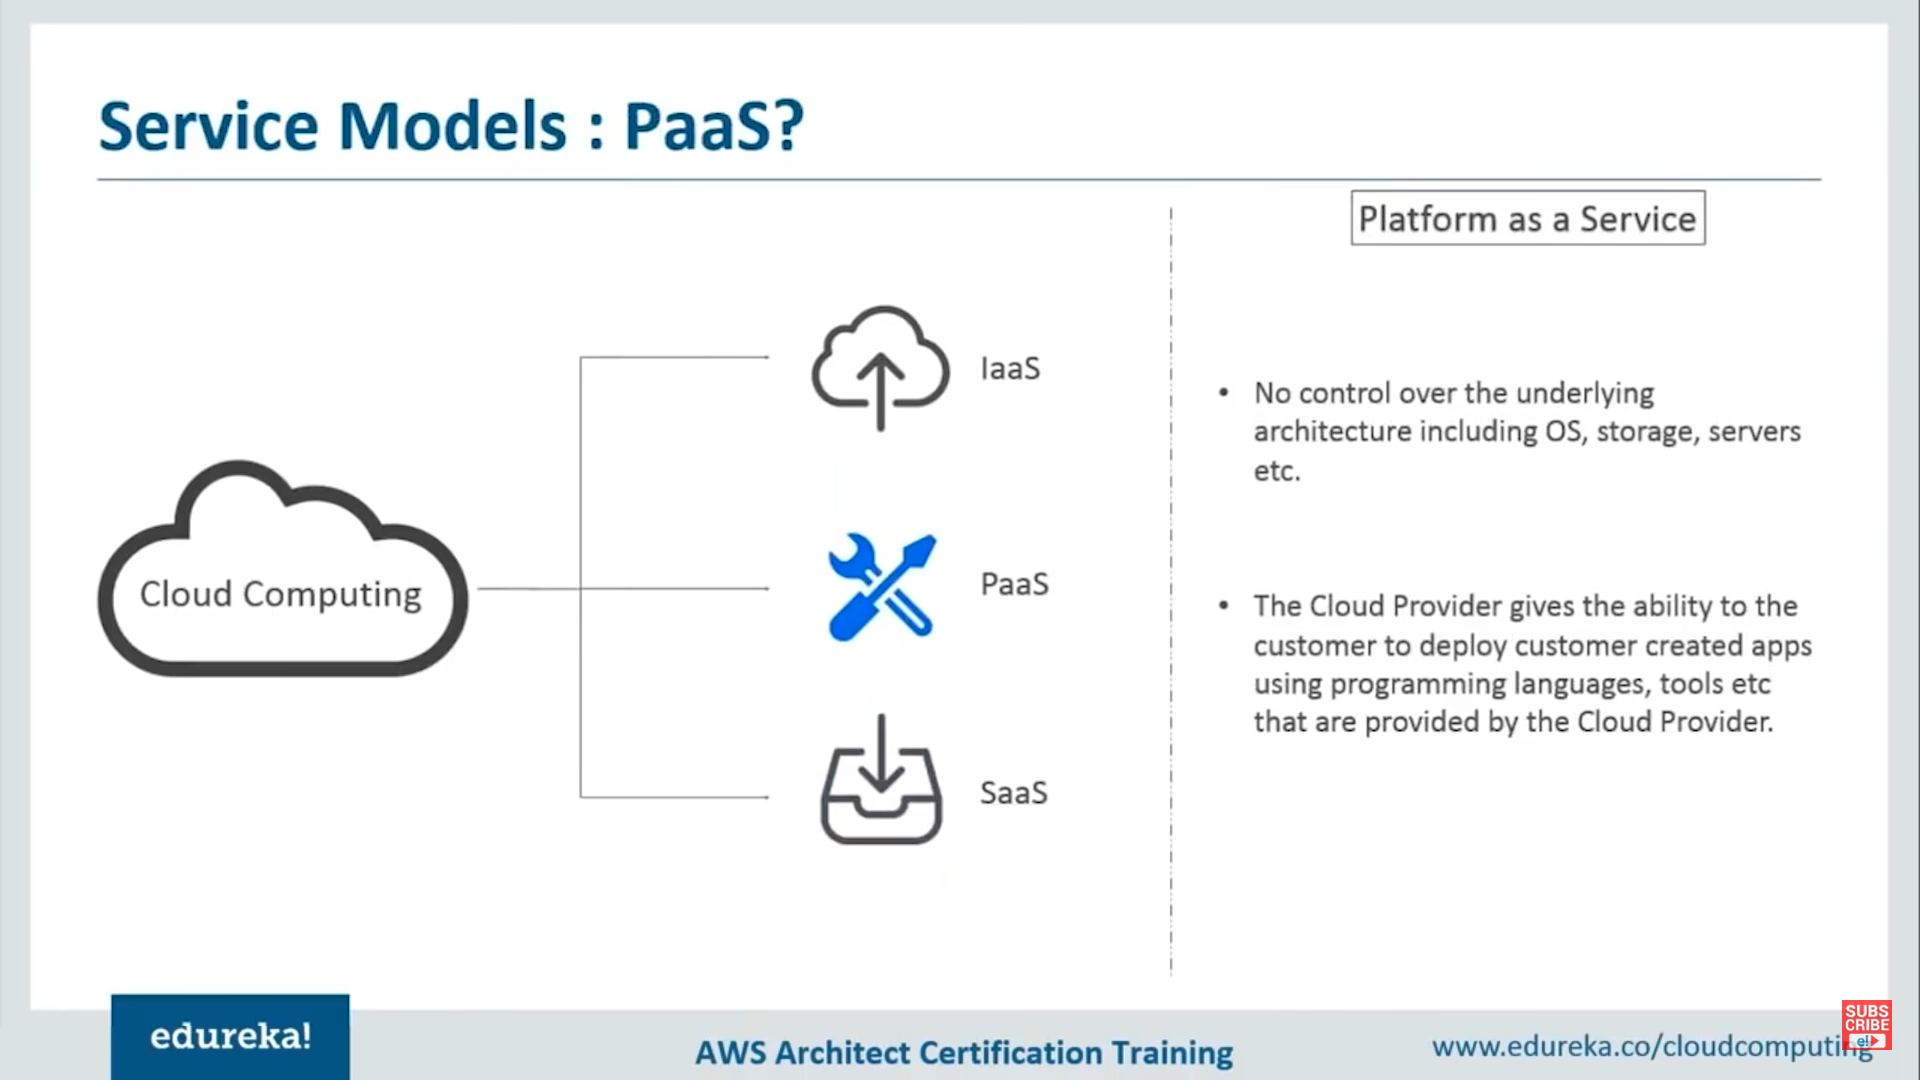 Service Models : PaaS?
Platform as a Service
IaaS
Cloud Computing
PaaS
SaaS
• No control over the underlying
architecture including OS, storage, servers
etc.
• The Cloud Provider gives the ability to the
customer to deploy customer created apps
using programming languages, tools etc
that are provided by the Cloud Provider.
edureka!
AWS Architect Certification Training
www.edureka.co/cloudcomputing
SUBS
CRIBE
e!